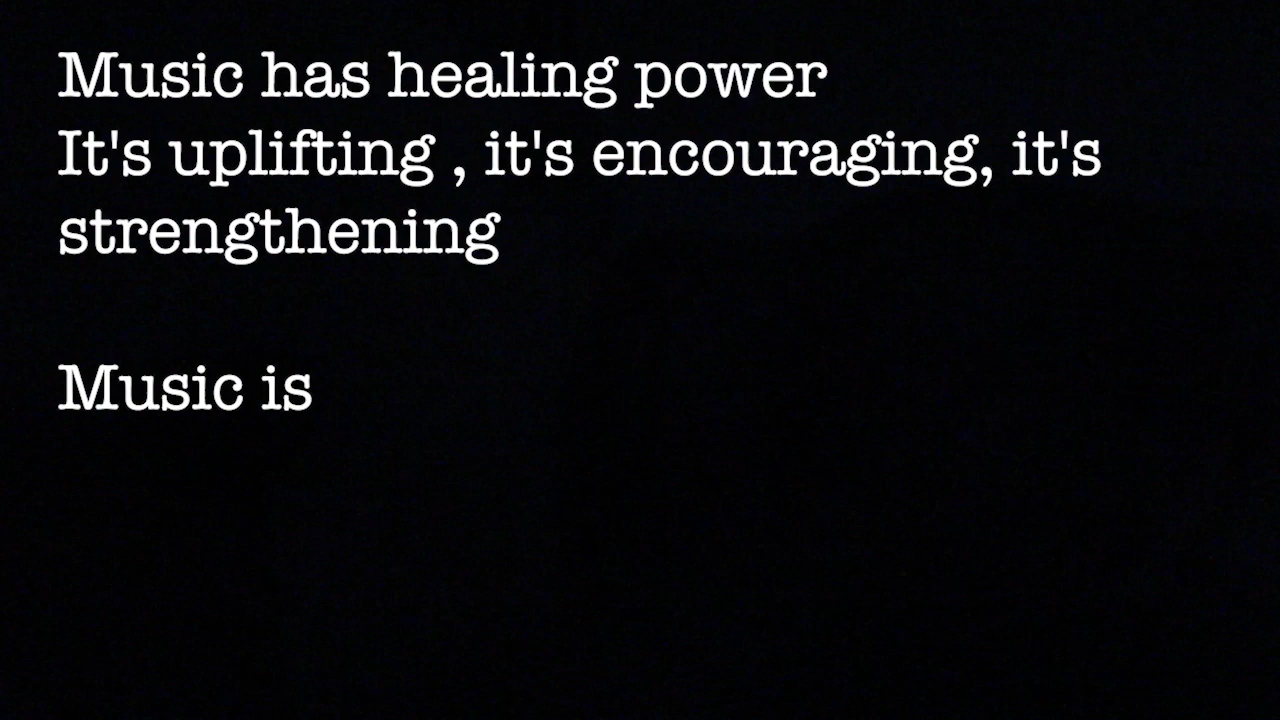 Music has healing power
It's uplifting , it's encouraging, it's
strengthening
Music is